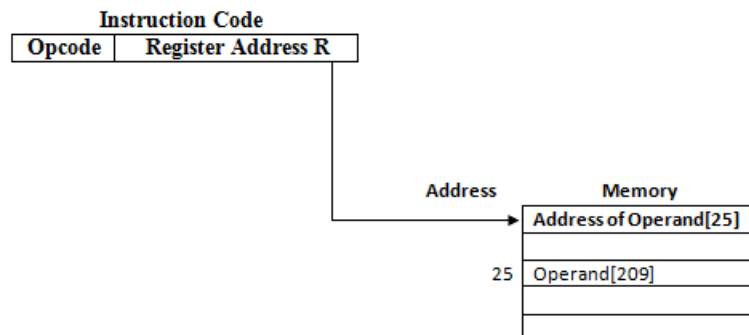 Instruction Code
Opcode Register Address R
Address Memory
Address of Operand[25]
25 Operand[209]